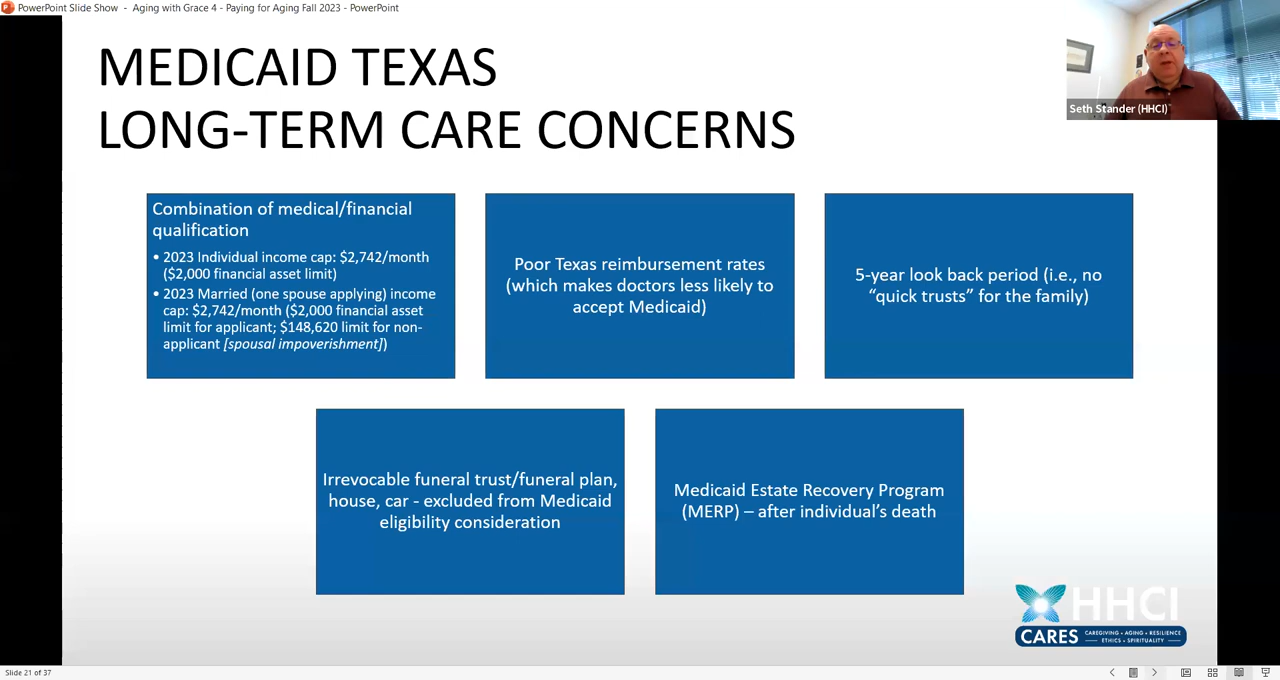 PowerPoint Slide Show - Aging with Grace 4 - Paying for Aging Fall 2023 - PowerPoint
MEDICAID TEXAS
LONG-TERM CARE CONCERNS
Seth Stander (HHCI)
Combination of medical/financial
qualification
• 2023 Individual income cap: $2,742/month
($2,000 financial asset limit)
• 2023 Married (one spouse applying) income
cap: $2,742/month ($2,000 financial asset
limit for applicant; $148,620 limit for non-
applicant [spousal impoverishment])
Poor Texas reimbursement rates
(which makes doctors less likely to
accept Medicaid)
5-year look back period (i.e., no
“quick trusts” for the family)
Irrevocable funeral trust/funeral plan,
house, car - excluded from Medicaid
eligibility consideration
Medicaid Estate Recovery Program
(MERP) – after individual’s death
HHCI
CARES
CAREGIVING • AGING • RESILIENCE
ETHICS • SPIRITUALITY
Slide 21 of 37